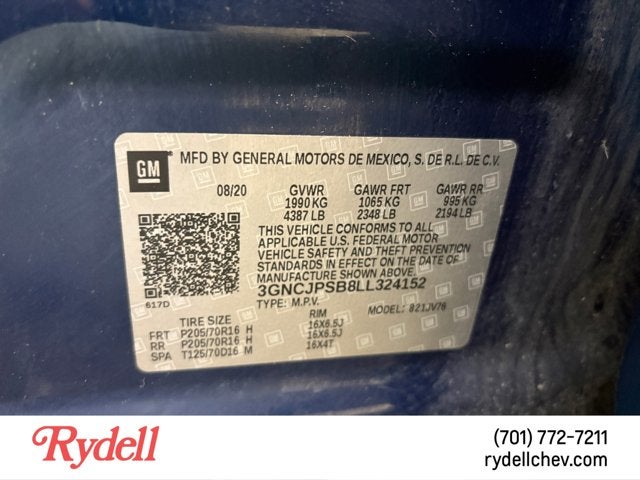 GM
MFD BY GENERAL MOTORS DE MEXICO, S. DE R.L. DE C.V.
08/20 GVWR GAWR FRT GAWR RR
1990 KG 1065 KG 995 KG
4387 LB 2348 LB 2194 LB
THIS VEHICLE CONFORMS TO ALL
APPLICABLE U.S. FEDERAL MOTOR
VEHICLE SAFETY AND THEFT PREVENTION
STANDARDS IN EFFECT ON THE DATE OF
MANUFACTURE SHOWN ABOVE.
3GNCJPSB8LL324152
617D
TYPE: M.P.V. MODEL: 821JV76
TIRE SIZE RIM
FRT P205/70R16 H 16X6.5J
RR P205/70R16 H 16X6.5J
SPA T125/70D16 M 16X4T
Rydell
(701) 772-7211
rydellchev.com